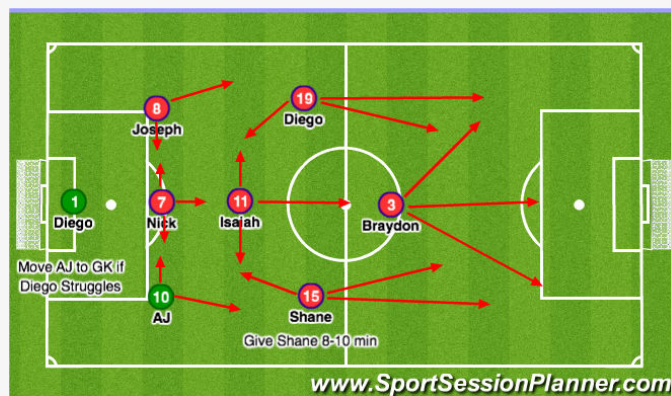 19
Diego
8
Joseph
1
Diego
7
Nick
11
Isaiah
3
Braydon
Move AJ to GK if
Diego Struggles
10
AJ
15
Shane
Give Shane 8-10 min
www.SportSessionPlanner.com